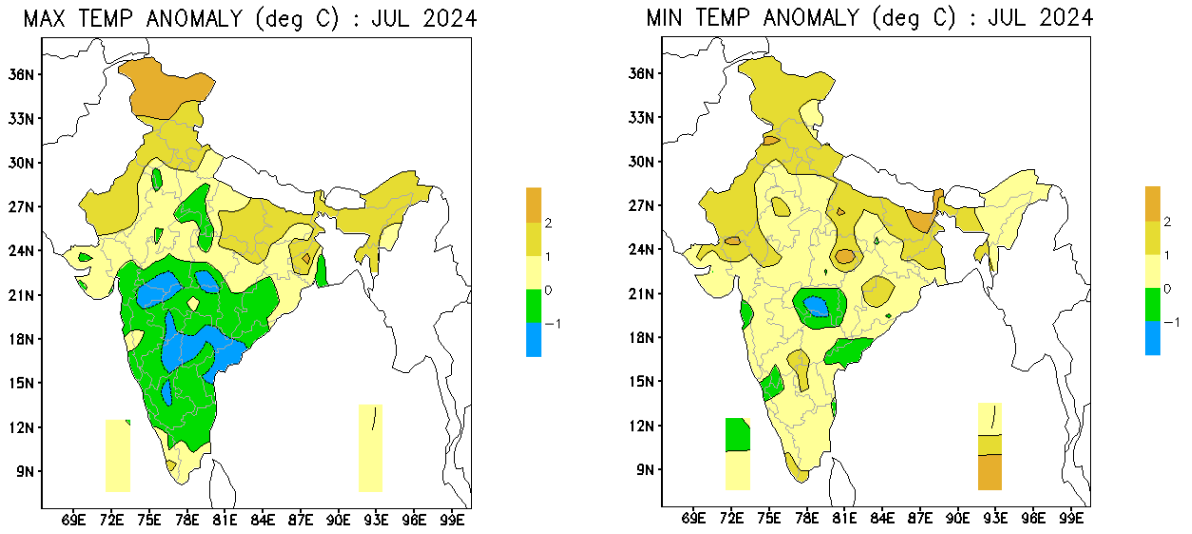 MAX TEMP ANOMALY (deg C) : JUL 2024
36N
33N
30N
27N
24N
21N
18N
15N
12N
9N
69E 72E 75E 78E 81E 84E 87E 90E 93E 96E 99E
2
1
0
−1
MIN TEMP ANOMALY (deg C) : JUL 2024
36N
33N
30N
27N
24N
21N
18N
15N
12N
9N
69E 72E 75E 78E 81E 84E 87E 90E 93E 96E 99E
2
1
0
−1